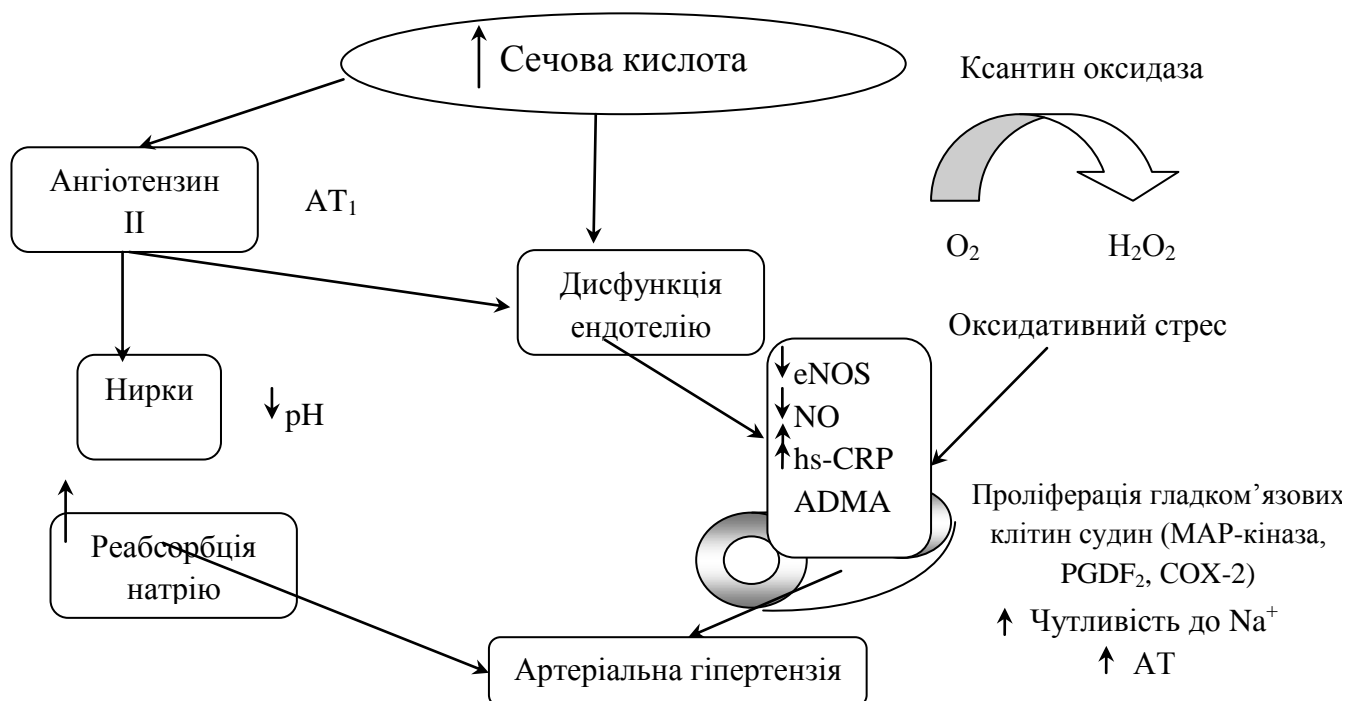 ↑ Сечова кислота
Ксантин оксидаза
Ангіотензин
II
АТ₁
O₂
H₂O₂
Дисфункція
ендотелію
Оксидативний стрес
Нирки
↓ pH
↓ eNOS
↓ NO
↑ hs-CRP
↑ ADMA
Проліферація гладком’язових
клітин судин (МАР-кіназа,
PGDF₂, COX-2)
↑ Чутливість до Na⁺
↑ АТ
↑ Реабсорбція
натрію
Артеріальна гіпертензія